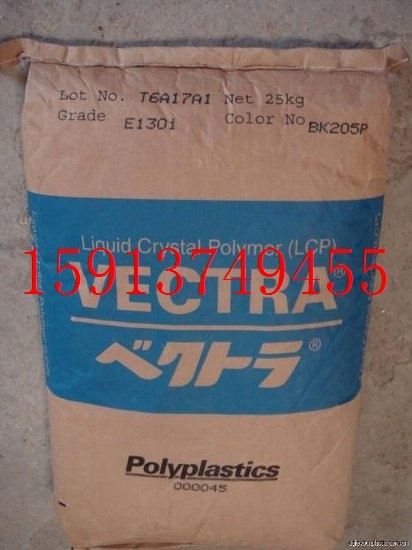 Lot No. T6A17A1 Net 25kg
Grade E130i Color No BK205P
Liquid Crystal Polymer (LCP)
15913749455
VECTRA®
ベクトラ®
Polyplastics
000045